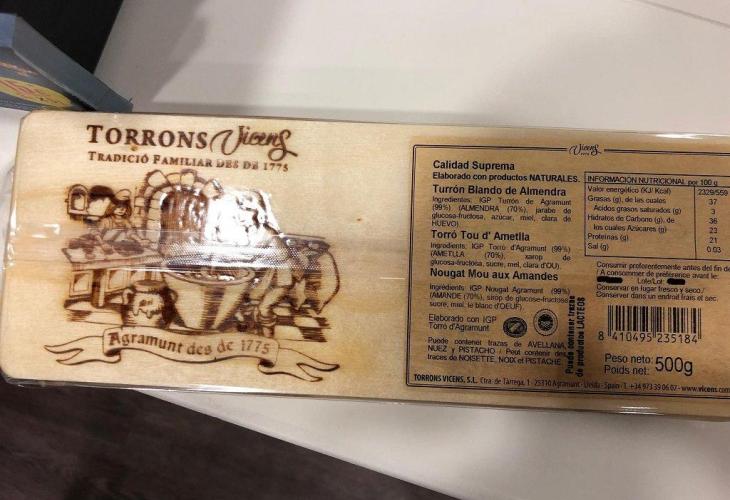 TORRONS Vicens
TRADICIÓ FAMILIAR DES DE 1775
Agramunt des de 1775
Vicens
Calidad Suprema
Elaborado con productos NATURALES.
Turrón Blando de Almendra
Ingredientes: IGP Turrón de Agramunt
(99%) (ALMENDRA (70%), jarabe de
glucosa-fructosa, azúcar, miel, clara de
HUEVO).
Torró Tou d' Ametlla
Ingredients: IGP Torró d'Agramunt (99%)
(AMETLLA (70%), xarop de
glucosa-fructosa, sucre, mel, clara d'OU).
Nougat Mou aux Amandes
Ingrédients: IGP Nougat Agramunt (99%)
(AMANDE (70%), sirop de glucose-fructose
sucre, miel, le blanc d'OEUF).
Elaborado con IGP
Torró d'Agramunt
Puede contener trazas de AVELLANA,
NUEZ y PISTACHO / Peut contenir des
traces de NOISETTE, NOIX et PISTACHE
Puede contener trazas
de productos LACTEOS
INFORMACIÓN NUTRICIONAL por 100 g
Valor energético (KJ/ Kcal) 2329/559
Grasas (g), de las cuales 37
Ácidos grasos saturados (g) 3
Hidratos de Carbono (g), de 36
los cuales Azúcares (g) 23
Proteínas (g) 21
Sal (g) 0.03
Consumir preferentemente antes del fin de
/ A consommer de préférence avant le:
Lote/Lot:
Conservar en lugar fresco y seco /
Conserver dans un endroit frais et sec.
8 410495 235184
Peso neto: 500g
Poids net:
TORRONS VICENS, S.L. Ctra. de Tàrrega, 1 - 25310 Agramunt - Lleida - Spain - T. +34 973 39 06 07 - www.vicens.com